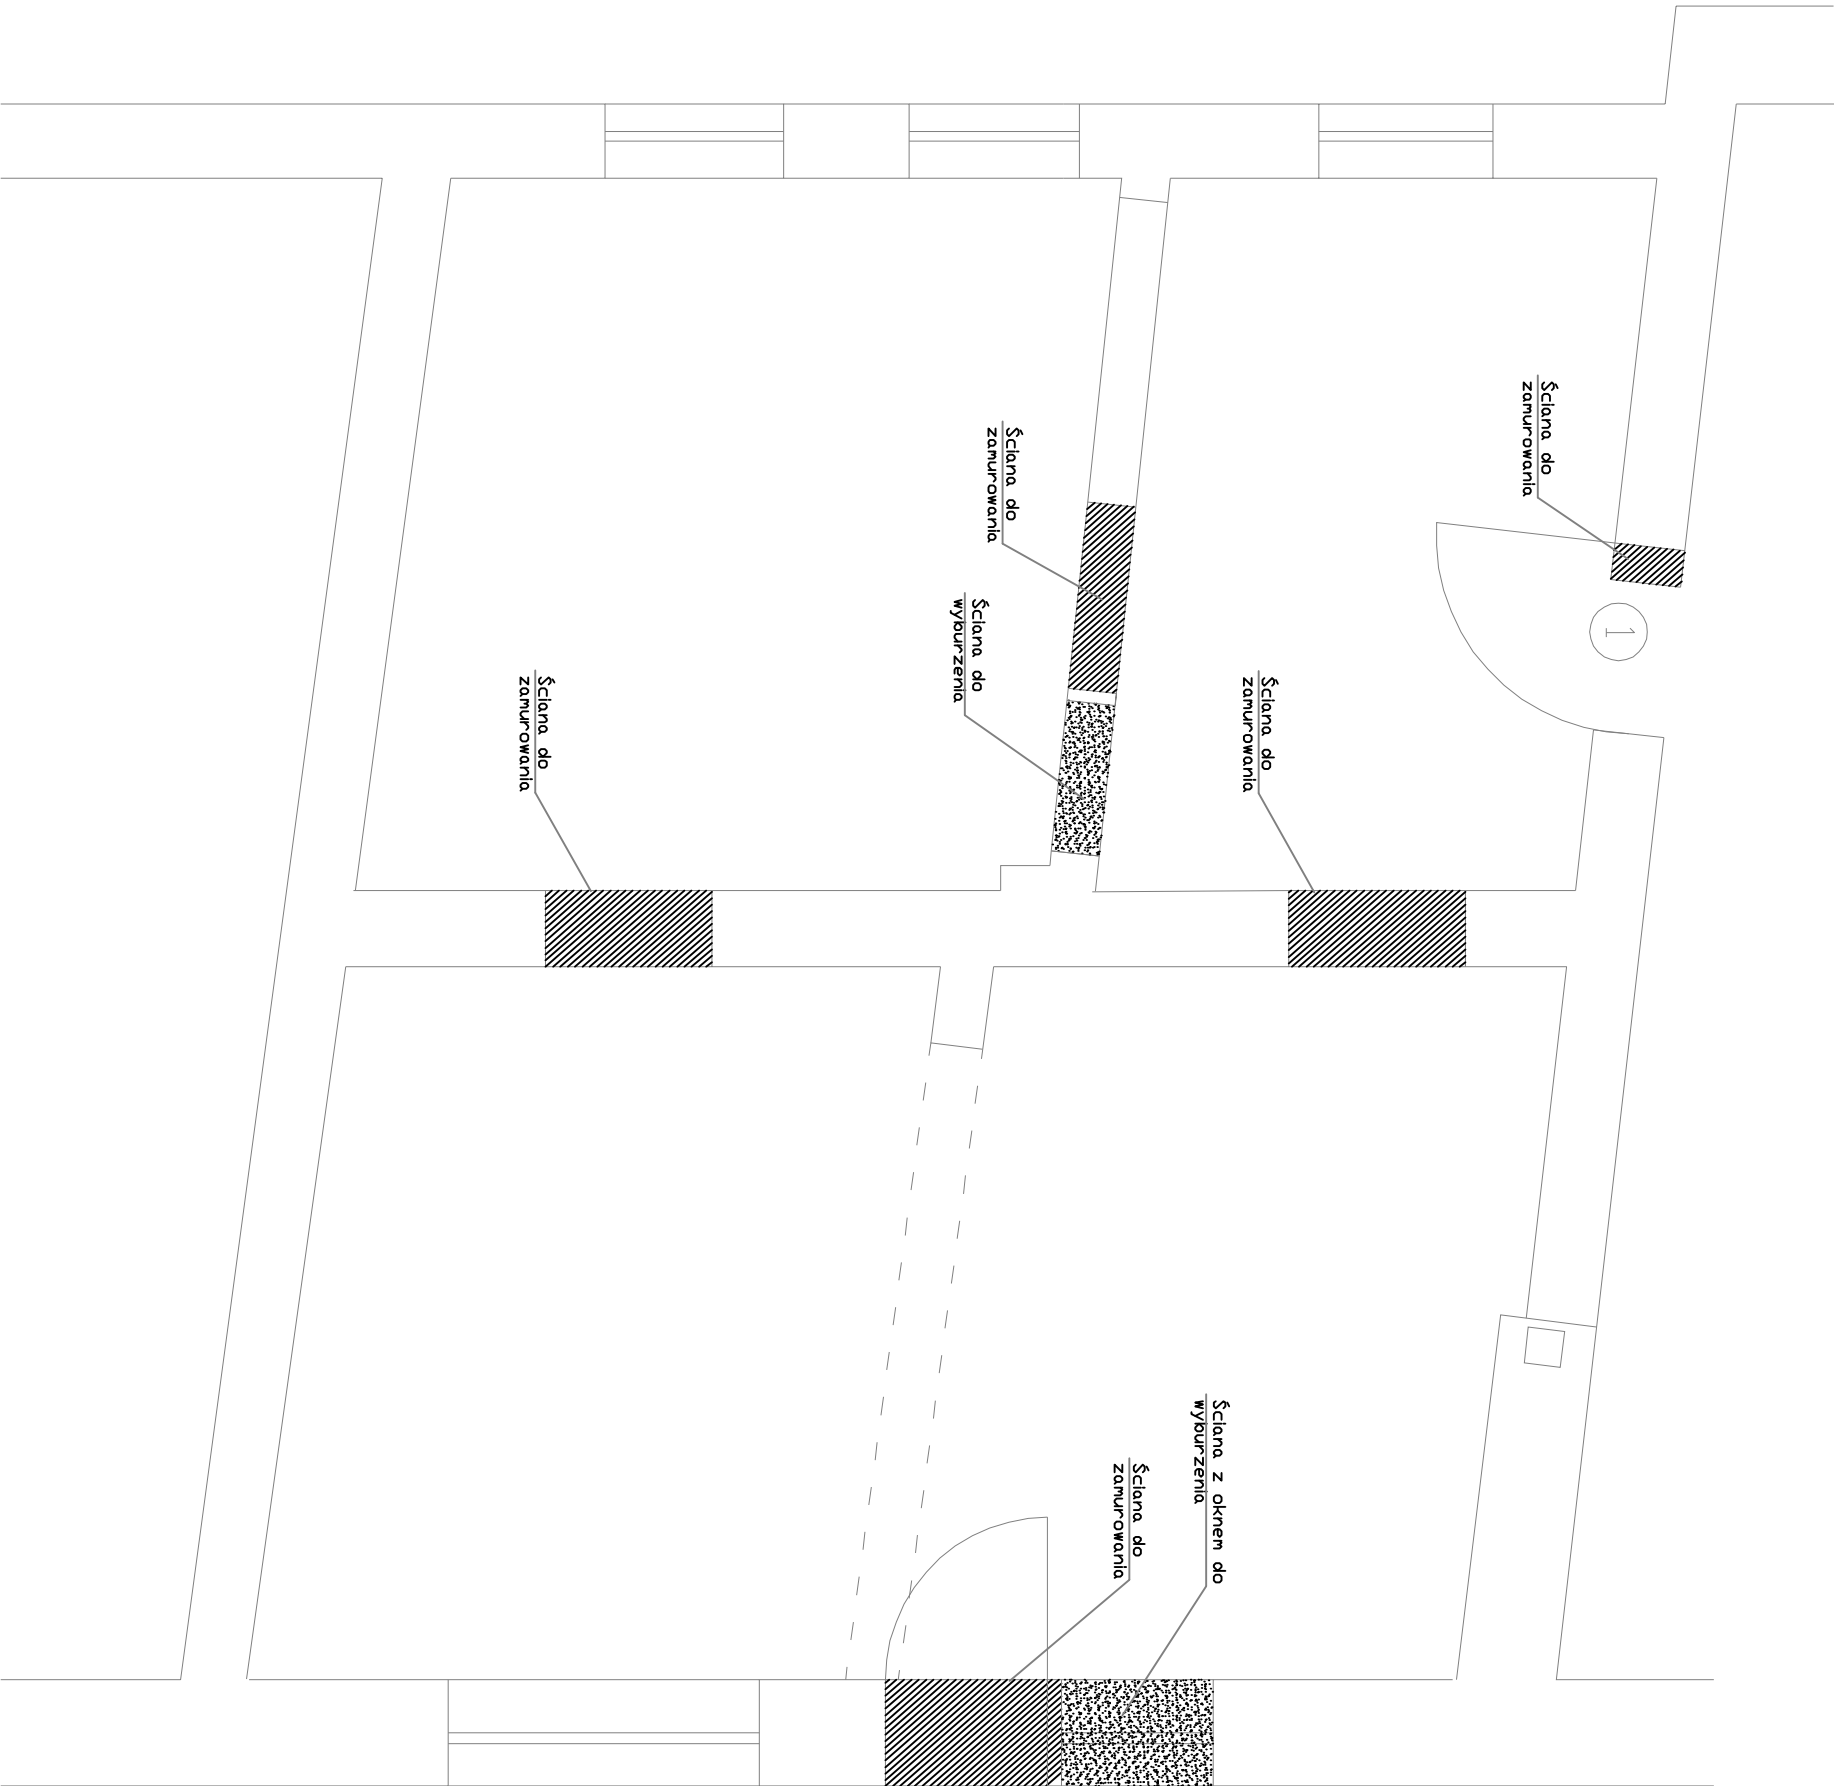 Ściana do
zamurowania
Ściana do
zamurowania
Ściana do
wyburzenia
Ściana do
zamurowania
Ściana do
zamurowania
1
Ściana z oknem do
wyburzenia
Ściana do
zamurowania